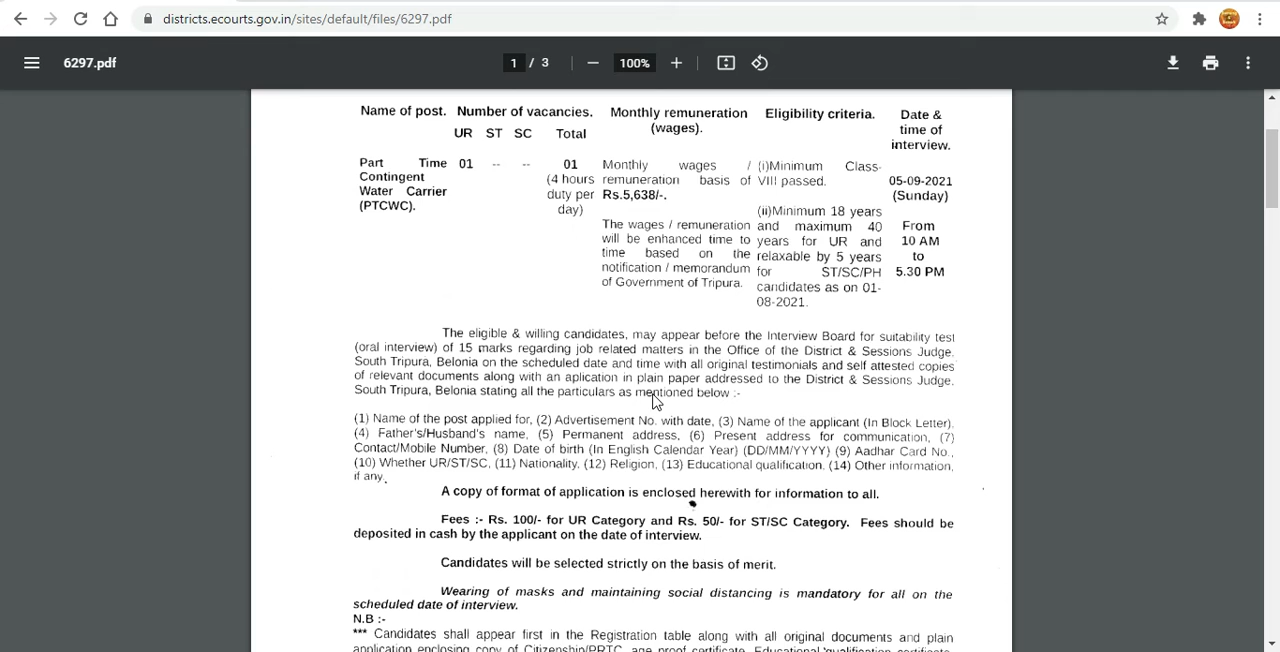 districts.ecourts.gov.in/sites/default/files/6297.pdf
6297.pdf
1 / 3
100%
Name of post. Number of vacancies. Monthly remuneration (wages). Eligibility criteria. Date & time of interview.
UR ST SC Total
Part Time Contingent Water Carrier (PTCWC).
01 -- -- 01
(4 hours duty per day)
Monthly wages / remuneration basis of Rs.5,638/-.
The wages / remuneration will be enhanced time to time based on the notification / memorandum of Government of Tripura.
(i)Minimum Class-VIII passed.
(ii)Minimum 18 years and maximum 40 years for UR and relaxable by 5 years for ST/SC/PH candidates as on 01-08-2021.
05-09-2021
(Sunday)
From
10 AM
to
5.30 PM
The eligible & willing candidates, may appear before the Interview Board for suitability test
(oral interview) of 15 marks regarding job related matters in the Office of the District & Sessions Judge,
South Tripura, Belonia on the scheduled date and time with all original testimonials and self attested copies
of relevant documents along with an aplication in plain paper addressed to the District & Sessions Judge,
South Tripura, Belonia stating all the particulars as mentioned below :-
(1) Name of the post applied for, (2) Advertisement No. with date, (3) Name of the applicant (In Block Letter),
(4) Father's/Husband's name, (5) Permanent address, (6) Present address for communication, (7)
Contact/Mobile Number, (8) Date of birth (In English Calendar Year) (DD/MM/YYYY) (9) Aadhar Card No.,
(10) Whether UR/ST/SC, (11) Nationality, (12) Religion, (13) Educational qualification, (14) Other information,
if any.
A copy of format of application is enclosed herewith for information to all.
Fees :- Rs. 100/- for UR Category and Rs. 50/- for ST/SC Category. Fees should be
deposited in cash by the applicant on the date of interview.
Candidates will be selected strictly on the basis of merit.
Wearing of masks and maintaining social distancing is mandatory for all on the
scheduled date of interview.
N.B :-
*** Candidates shall appear first in the Registration table along with all original documents and plain
application enclosing copy of Citizenship/PRTC, age proof certificate, Educational qualification certificate,